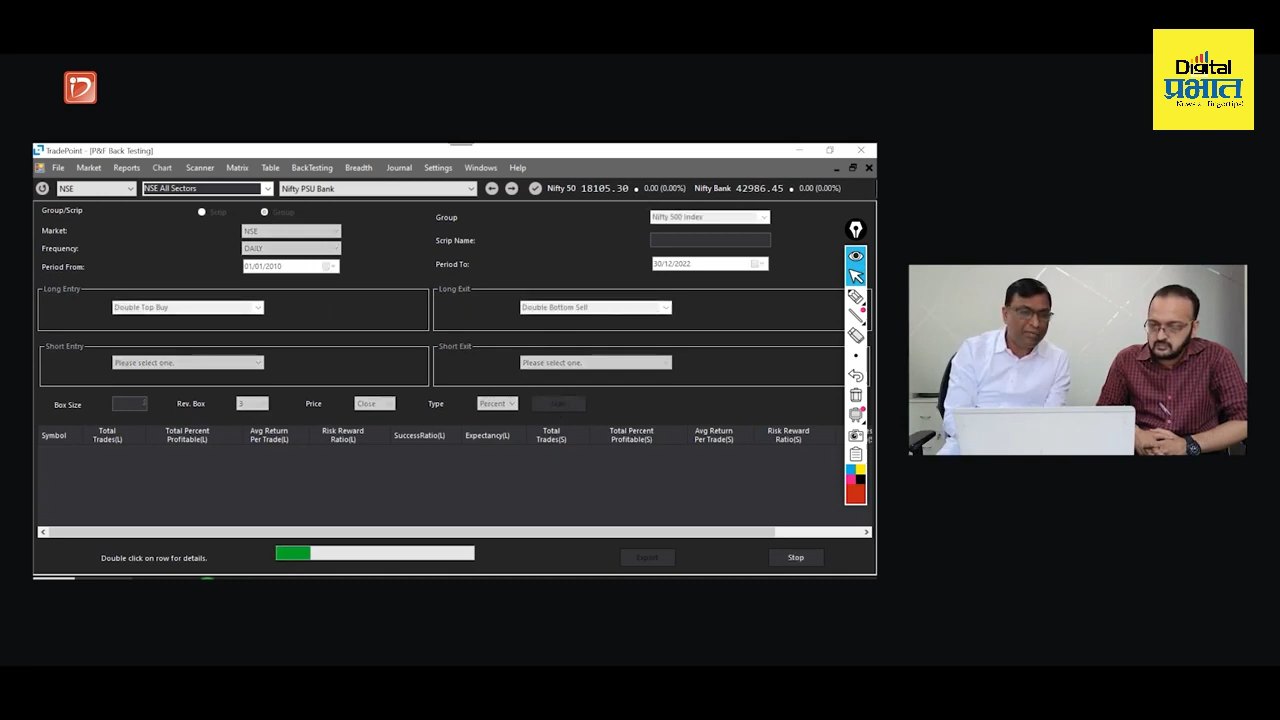 Digital
प्रभात
TradePoint - [P&F Back Testing]
File Market Reports Chart Scanner Matrix Table BackTesting Breadth Journal Settings Windows Help
NSE NSE All Sectors Nifty PSU Bank Nifty 50 18105.30 0.00 (0.00%) Nifty Bank 42986.45 0.00 (0.00%)
Group/Scrip Scrip Group Group Nifty 500 Index
Market: NSE Scrip Name:
Frequency: DAILY
Period From: 01/01/2010 Period To: 30/12/2022
Long Entry Long Exit
Double Top Buy Double Bottom Sell
Short Entry Short Exit
Please select one. Please select one.
Box Size Rev. Box 3 Price Close Type Percent
Symbol Total Trades(L) Total Percent Profitable(L) Avg Return Per Trade(L) Risk Reward Ratio(L) SuccessRatio(L) Expectancy(L) Total Trades(S) Total Percent Profitable(S) Avg Return Per Trade(S) Risk Reward Ratio(S)
Double click on row for details. Export Stop